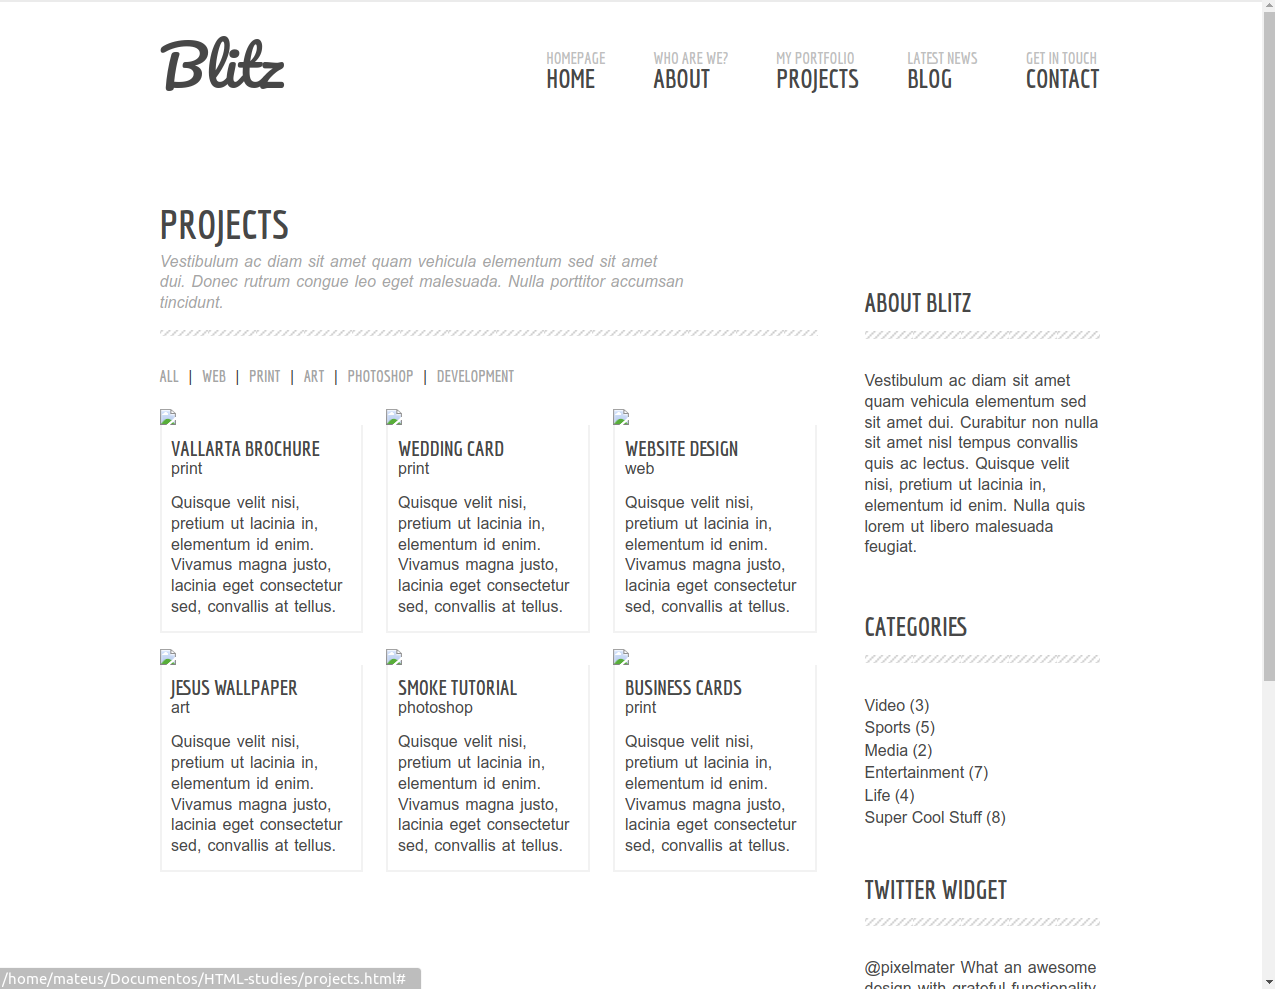 Blitz
HOMEPAGE
HOME
WHO ARE WE?
ABOUT
MY PORTFOLIO
PROJECTS
LATEST NEWS
BLOG
GET IN TOUCH
CONTACT
PROJECTS
Vestibulum ac diam sit amet quam vehicula elementum sed sit amet
dui. Donec rutrum congue leo eget malesuada. Nulla porttitor accumsan
tincidunt.
ALL | WEB | PRINT | ART | PHOTOSHOP | DEVELOPMENT
VALLARTA BROCHURE
print
Quisque velit nisi,
pretium ut lacinia in,
elementum id enim.
Vivamus magna justo,
lacinia eget consectetur
sed, convallis at tellus.
WEDDING CARD
print
Quisque velit nisi,
pretium ut lacinia in,
elementum id enim.
Vivamus magna justo,
lacinia eget consectetur
sed, convallis at tellus.
WEBSITE DESIGN
web
Quisque velit nisi,
pretium ut lacinia in,
elementum id enim.
Vivamus magna justo,
lacinia eget consectetur
sed, convallis at tellus.
JESUS WALLPAPER
art
Quisque velit nisi,
pretium ut lacinia in,
elementum id enim.
Vivamus magna justo,
lacinia eget consectetur
sed, convallis at tellus.
SMOKE TUTORIAL
photoshop
Quisque velit nisi,
pretium ut lacinia in,
elementum id enim.
Vivamus magna justo,
lacinia eget consectetur
sed, convallis at tellus.
BUSINESS CARDS
print
Quisque velit nisi,
pretium ut lacinia in,
elementum id enim.
Vivamus magna justo,
lacinia eget consectetur
sed, convallis at tellus.
ABOUT BLITZ
Vestibulum ac diam sit amet
quam vehicula elementum sed
sit amet dui. Curabitur non nulla
sit amet nisl tempus convallis
quis ac lectus. Quisque velit
nisi, pretium ut lacinia in,
elementum id enim. Nulla quis
lorem ut libero malesuada
feugiat.
CATEGORIES
Video (3)
Sports (5)
Media (2)
Entertainment (7)
Life (4)
Super Cool Stuff (8)
TWITTER WIDGET
@pixelmater What an awesome
design with grateful functionality
/home/mateus/Documentos/HTML-studies/projects.html#